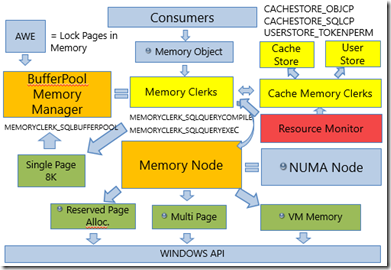 Consumers
CACHESTORE_OBJCP
CACHESTORE_SQLCP
USERSTORE_TOKENPERM
AWE
= Lock Pages in
Memory
Memory Object
Cache
Store
User
Store
BufferPool
Memory
Manager
Memory Clerks
Cache Memory Clerks
MEMORYCLERK_SQLBUFFERPOOL
MEMORYCLERK_SQLQUERYCOMPILE
MEMORYCLERK_SQLQUERYEXEC
Resource Monitor
Single Page
8K
Memory Node
NUMA Node
Reserved Page
Alloc.
Multi Page
VM Memory
WINDOWS API